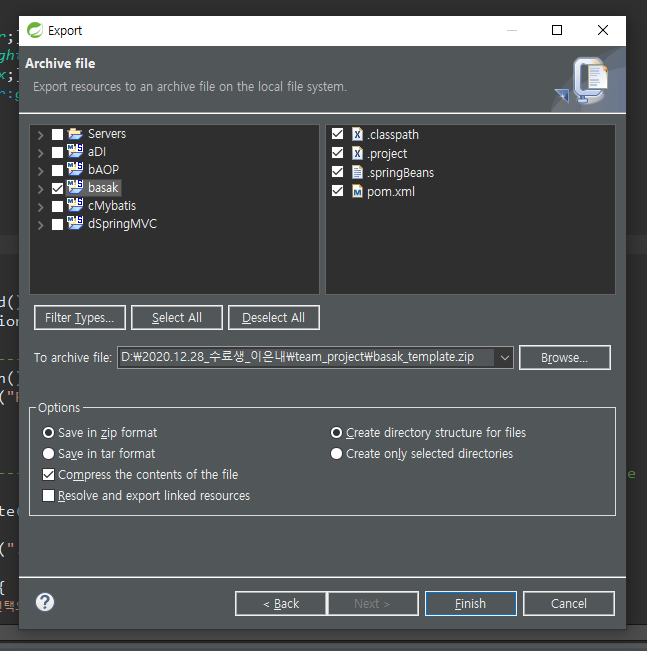 Export
Archive file
Export resources to an archive file on the local file system.
Servers
aDI
bAOP
basak
cMybatis
dSpringMVC
.classpath
.project
.springBeans
pom.xml
Filter Types...
Select All
Deselect All
To archive file:
D:₩2020.12.28_수료생_이은내₩team_project₩basak_template.zip
Browse...
Options
Save in zip format
Create directory structure for files
Save in tar format
Create only selected directories
Compress the contents of the file
Resolve and export linked resources
< Back
Next >
Finish
Cancel